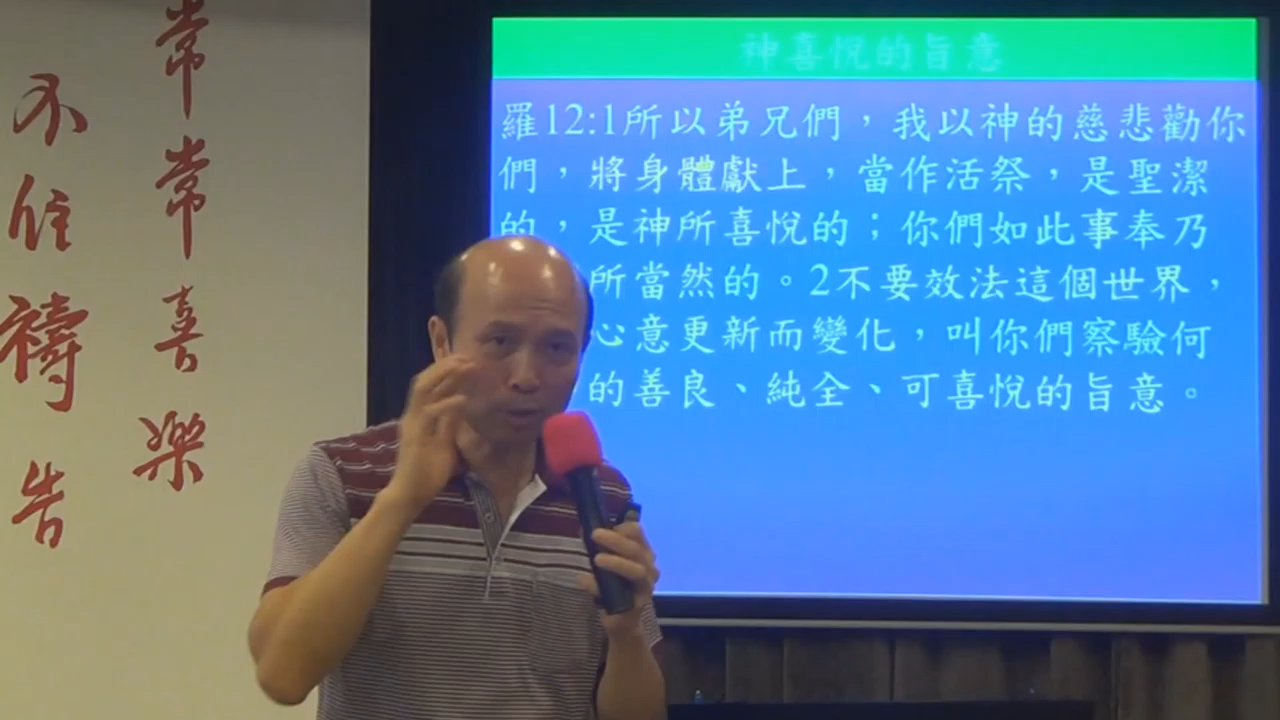 常常喜樂
不住禱告
神喜悅的旨意
羅12:1所以弟兄們，我以神的慈悲勸你
們，將身體獻上，當作活祭，是聖潔
的，是神所喜悅的；你們如此事奉乃
所當然的。2不要效法這個世界，
心意更新而變化，叫你們察驗何
的善良、純全、可喜悅的旨意。